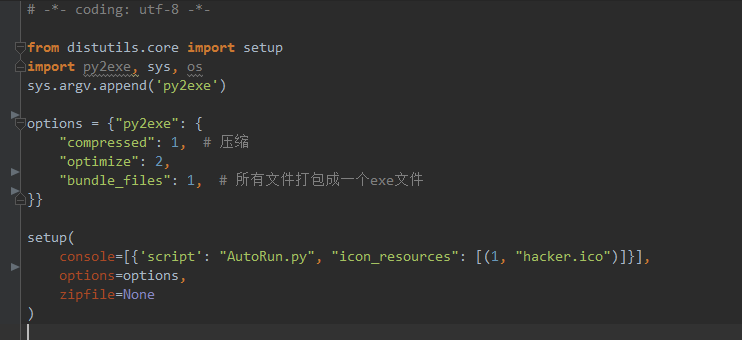 # -*- coding: utf-8 -*-
from distutils.core import setup
import py2exe, sys, os
sys.argv.append('py2exe')
options = {"py2exe": {
    "compressed": 1,  # 压缩
    "optimize": 2,
    "bundle_files": 1,  # 所有文件打包成一个exe文件
}}
setup(
    console=[{'script': "AutoRun.py", "icon_resources": [(1, "hacker.ico")]}],
    options=options,
    zipfile=None
)